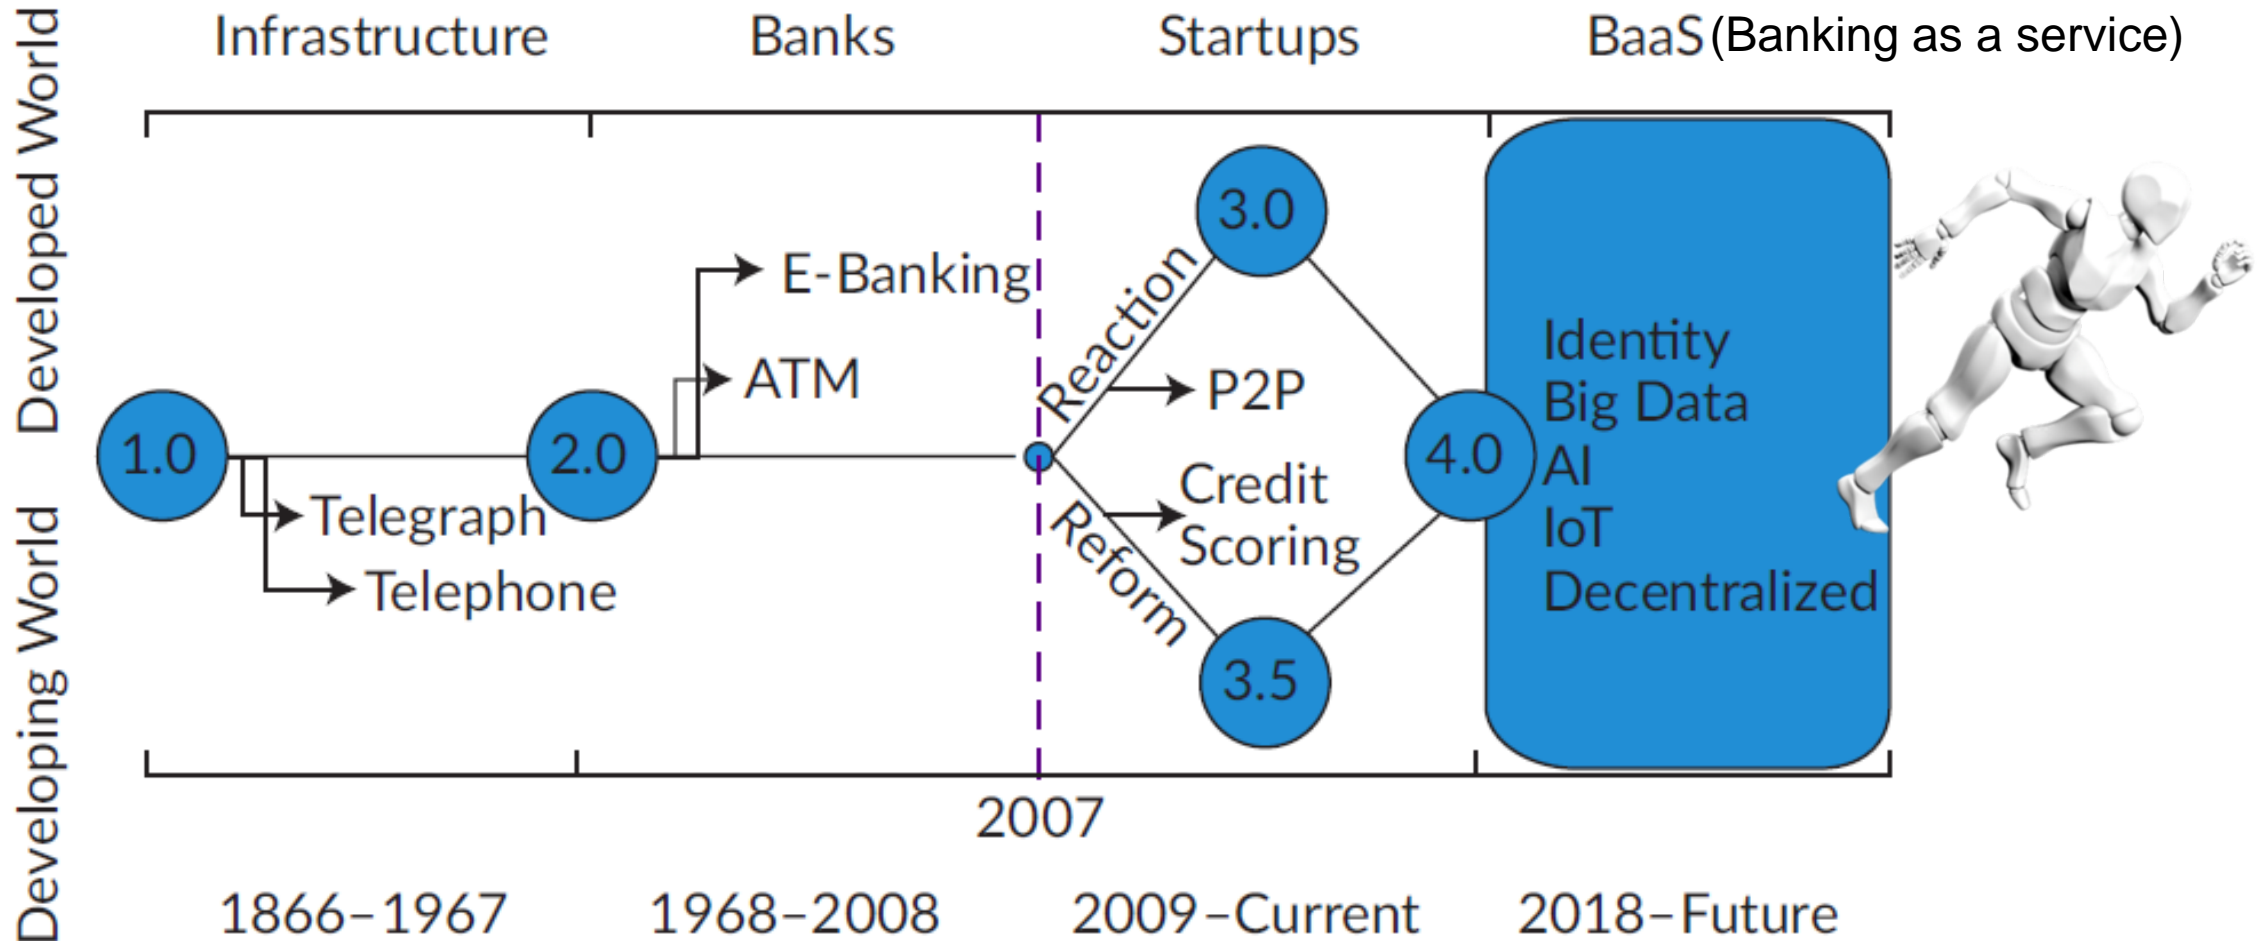 Developed World
Developing World
Infrastructure
Banks
Startups
BaaS (Banking as a service)
1.0
Telegraph
Telephone
2.0
E-Banking
ATM
Reaction
Reform
3.0
P2P
Credit
Scoring
3.5
4.0
Identity
Big Data
AI
IoT
Decentralized
2007
1866–1967
1968–2008
2009–Current
2018–Future